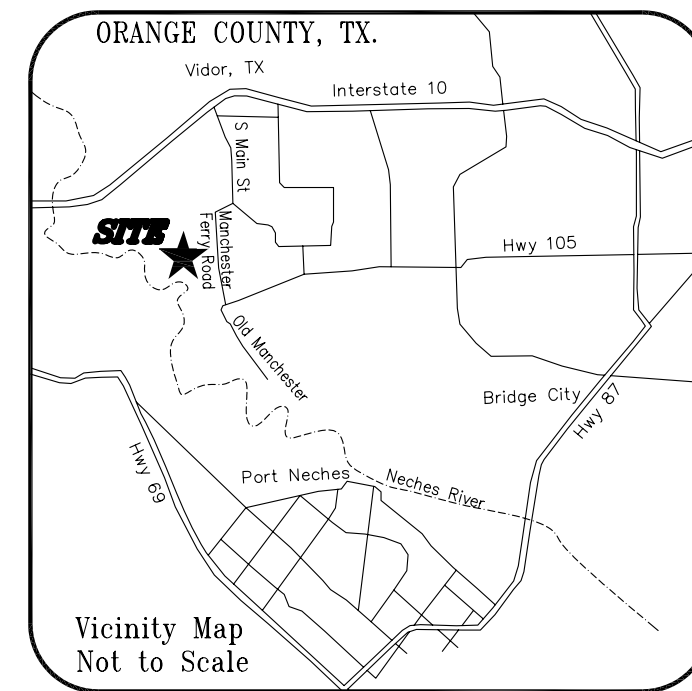 ORANGE COUNTY, TX.
Vidor, TX
Interstate 10
S Main St
SITE
Manchester
Ferry Road
Hwy 105
Old Manchester
Bridge City
Hwy 87
Hwy 69
Port Neches
Neches River
Vicinity Map
Not to Scale